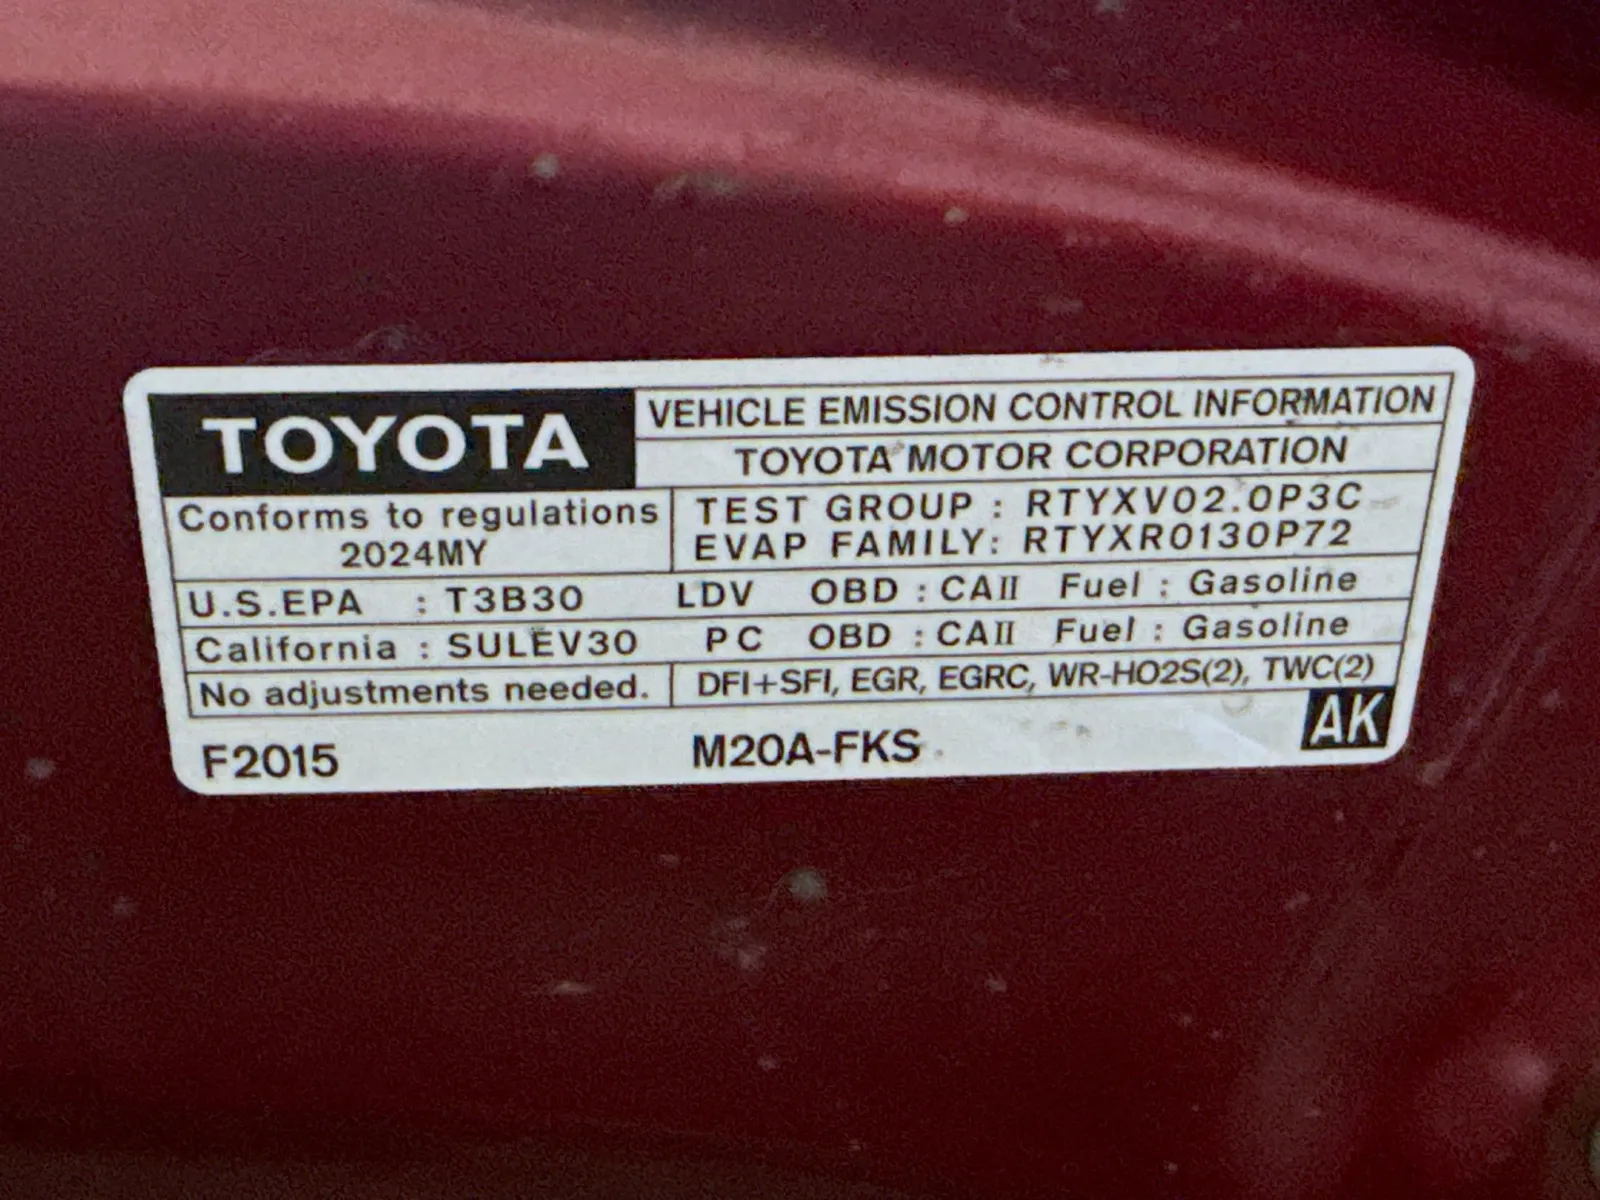 TOYOTA
VEHICLE EMISSION CONTROL INFORMATION
TOYOTA MOTOR CORPORATION
Conforms to regulations
2024MY
TEST GROUP : RTYXV02.0P3C
EVAP FAMILY: RTYXR0130P72
U.S.EPA : T3B30 LDV OBD : CAII Fuel : Gasoline
California : SULEV30 PC OBD : CAII Fuel : Gasoline
No adjustments needed. DFI+SFI, EGR, EGRC, WR-HO2S(2), TWC(2)
F2015 M20A-FKS AK